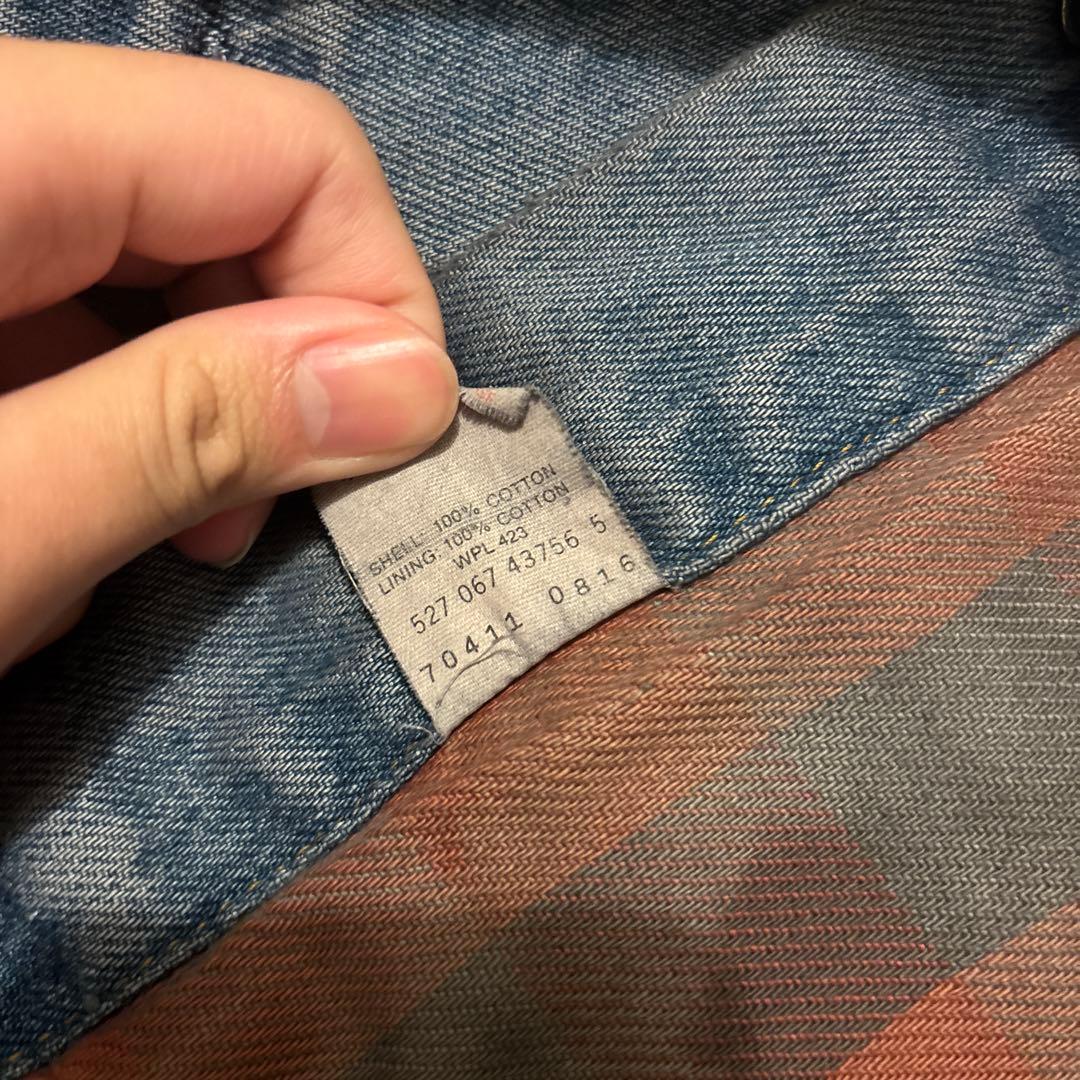 SHELL: 100% COTTON
LINING: 100% COTTON
WPL 423
527 067 43756 5
70411 0816